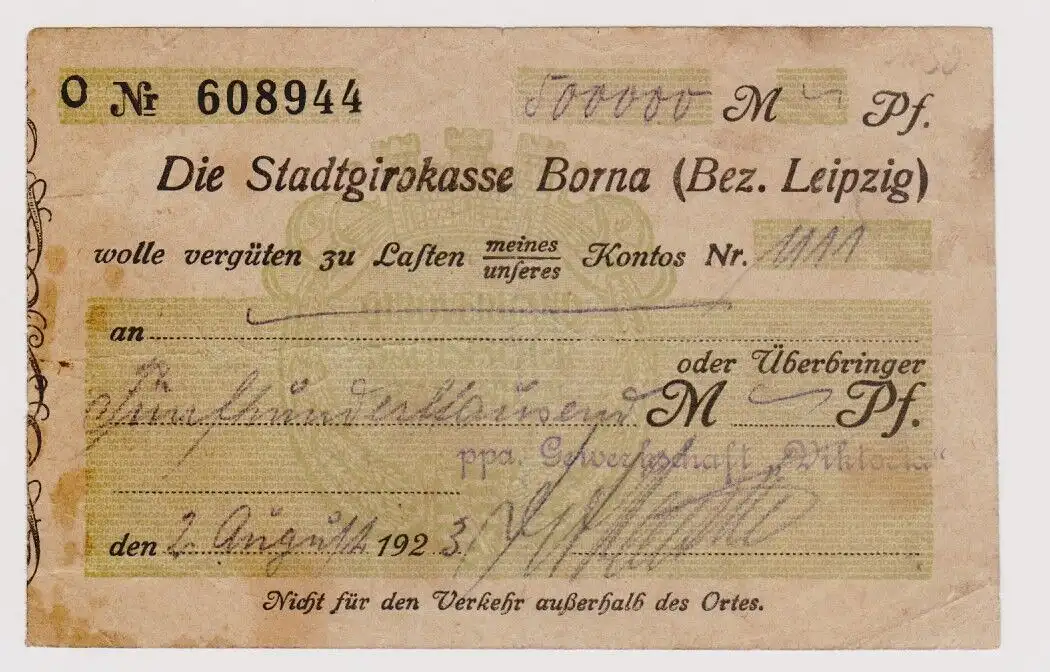 O Nr 608944 500000 M Pf.
Die Stadtgirokasse Borna (Bez. Leipzig)
wolle vergüten zu Laſten meines Kontos Nr. 1111
unſeres
an
oder Überbringer
Fünfhunderttausend M Pf.
ppa. Gewerkschaft „Viktoria“
den 2. August 1923
Nicht für den Verkehr außerhalb des Ortes.